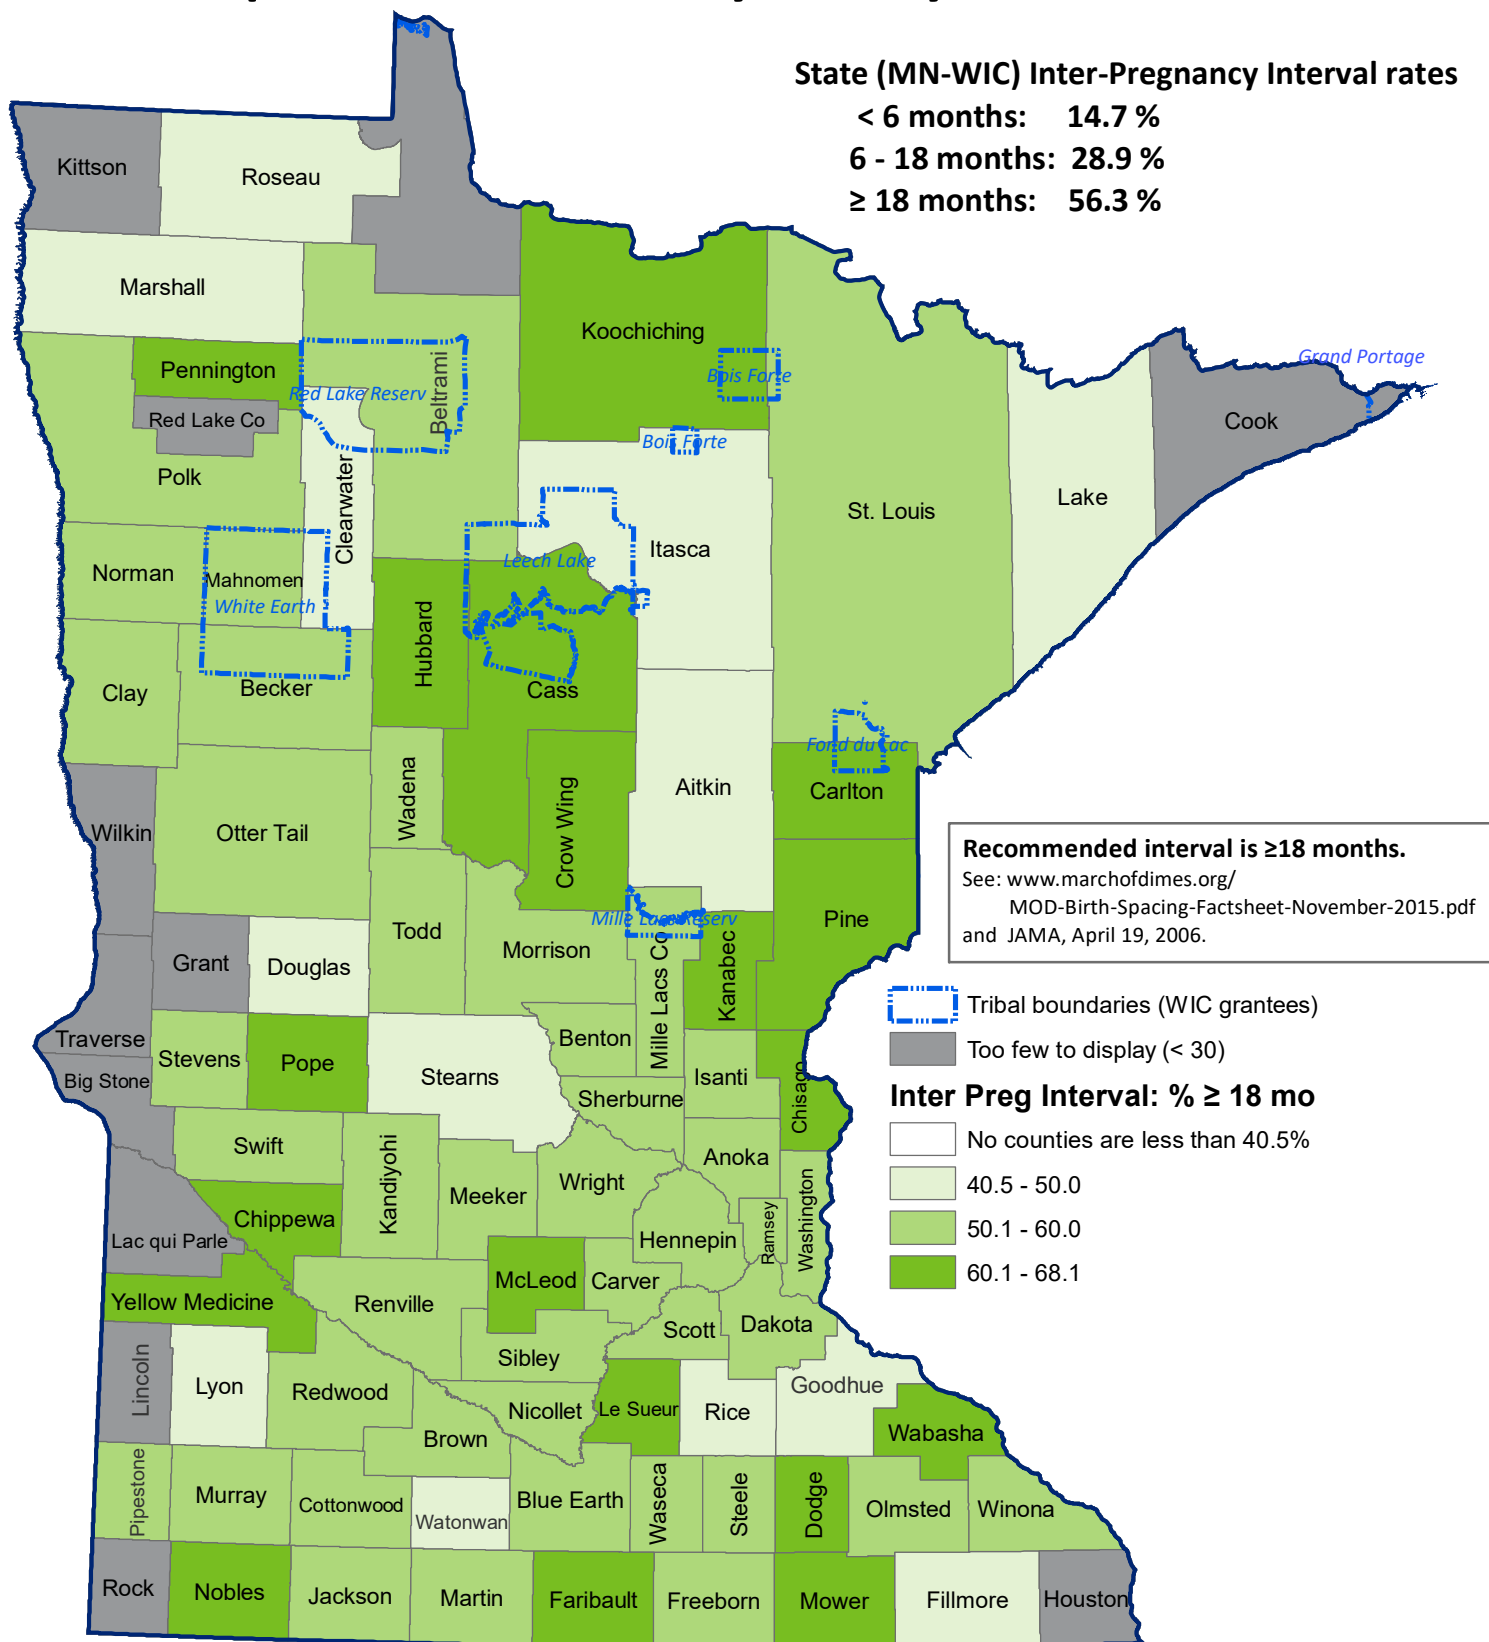 State (MN-WIC) Inter-Pregnancy Interval rates
< 6 months: 14.7 %
6 - 18 months: 28.9 %
≥ 18 months: 56.3 %
Kittson
Roseau
Marshall
Koochiching
Pennington
Beltrami
Red Lake Reserv
Bois Forte
Grand Portage
Red Lake Co
Cook
Bois Forte
Polk
Clearwater
Lake
St. Louis
Itasca
Leech Lake
Norman
Mahnomen
White Earth
Hubbard
Clay
Becker
Cass
Fond du Lac
Wadena
Aitkin
Carlton
Crow Wing
Wilkin
Otter Tail
Recommended interval is ≥18 months.
See: www.marchofdimes.org/
MOD-Birth-Spacing-Factsheet-November-2015.pdf
and JAMA, April 19, 2006.
Mille Lacs Reserv
Pine
Todd
Morrison
Grant
Douglas
Kanabec
Mille Lacs Co
Tribal boundaries (WIC grantees)
Traverse
Stevens
Pope
Benton
Too few to display (< 30)
Big Stone
Stearns
Isanti
Chisago
Sherburne
Inter Preg Interval: % ≥ 18 mo
No counties are less than 40.5%
40.5 - 50.0
50.1 - 60.0
60.1 - 68.1
Swift
Kandiyohi
Meeker
Wright
Anoka
Washington
Ramsey
Chippewa
Lac qui Parle
Hennepin
McLeod
Carver
Yellow Medicine
Renville
Scott
Dakota
Sibley
Lincoln
Lyon
Redwood
Goodhue
Nicollet
Le Sueur
Rice
Brown
Wabasha
Pipestone
Murray
Cottonwood
Watonwan
Blue Earth
Waseca
Steele
Dodge
Olmsted
Winona
Rock
Nobles
Jackson
Martin
Faribault
Freeborn
Mower
Fillmore
Houston